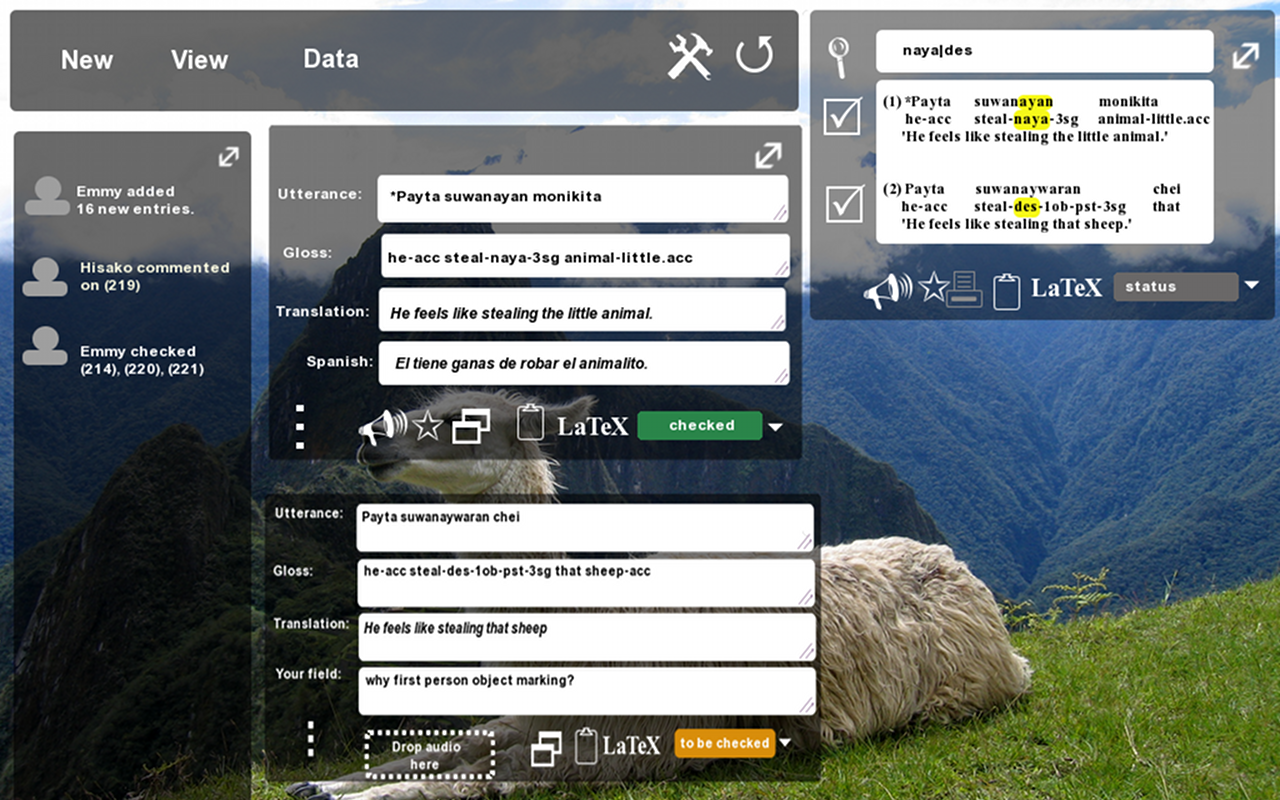 New View Data
Emmy added
16 new entries.
Hisako commented
on (219)
Emmy checked
(214), (220), (221)
Utterance: *Payta suwanayan monikita
Gloss: he-acc steal-naya-3sg animal-little.acc
Translation: He feels like stealing the little animal.
Spanish: El tiene ganas de robar el animalito.
LaTeX checked
Utterance: Payta suwanaywaran chei
Gloss: he-acc steal-des-1ob-pst-3sg that sheep-acc
Translation: He feels like stealing that sheep
Your field: why first person object marking?
Drop audio
here
LaTeX to be checked
naya|des
(1) *Payta suwanayan monikita
he-acc steal-naya-3sg animal-little.acc
'He feels like stealing the little animal.'
(2) Payta suwanaywaran chei
he-acc steal-des-1ob-pst-3sg that
'He feels like stealing that sheep.'
LaTeX status